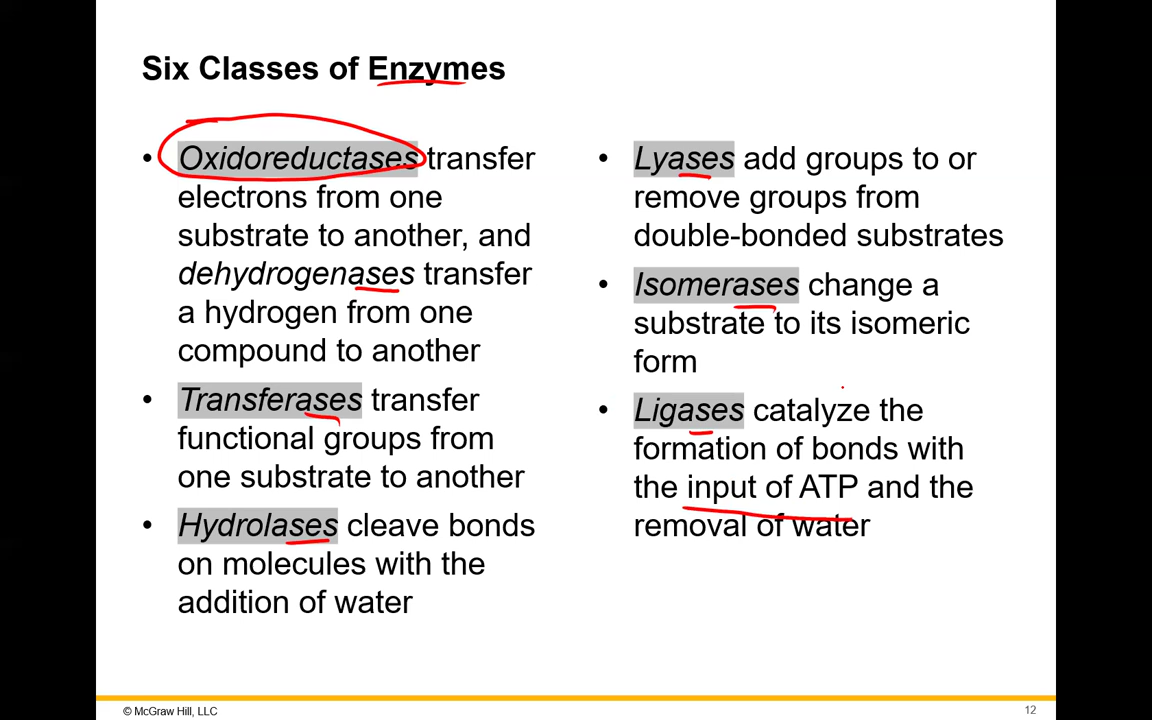 Six Classes of Enzymes
• Oxidoreductases transfer
electrons from one
substrate to another, and
dehydrogenases transfer
a hydrogen from one
compound to another
• Transferases transfer
functional groups from
one substrate to another
• Hydrolases cleave bonds
on molecules with the
addition of water
• Lyases add groups to or
remove groups from
double-bonded substrates
• Isomerases change a
substrate to its isomeric
form
• Ligases catalyze the
formation of bonds with
the input of ATP and the
removal of water
© McGraw Hill, LLC
12